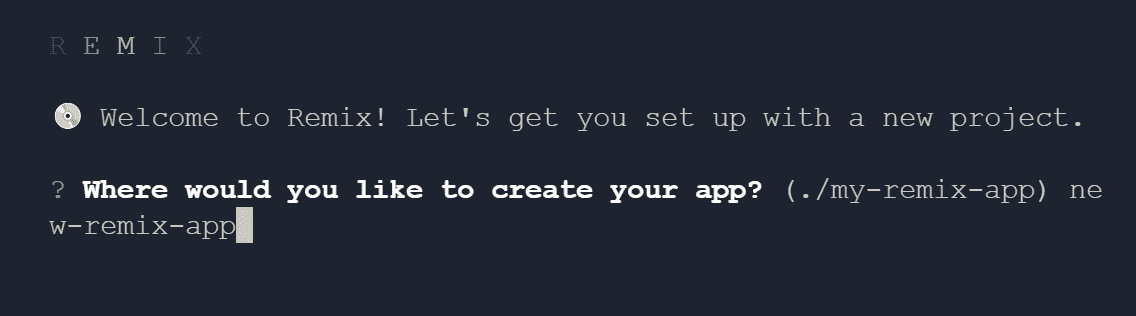 R E M I X
💿 Welcome to Remix! Let's get you set up with a new project.
? Where would you like to create your app? (./my-remix-app) ne
w-remix-app